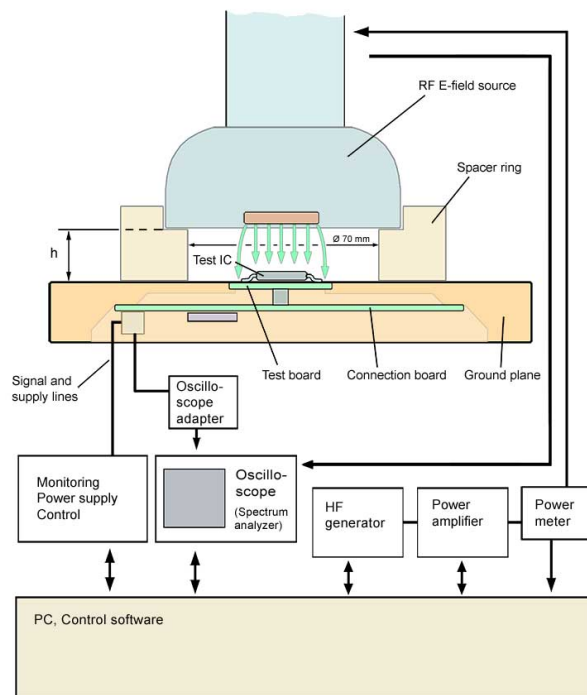 RF E-field source
Spacer ring
h
Ø 70 mm
Test IC
Signal and
supply lines
Test board
Connection board
Ground plane
Oscillo-
scope
adapter
Monitoring
Power supply
Control
Oscillo-
scope
(Spectrum
analyzer)
HF
generator
Power
amplifier
Power
meter
PC, Control software